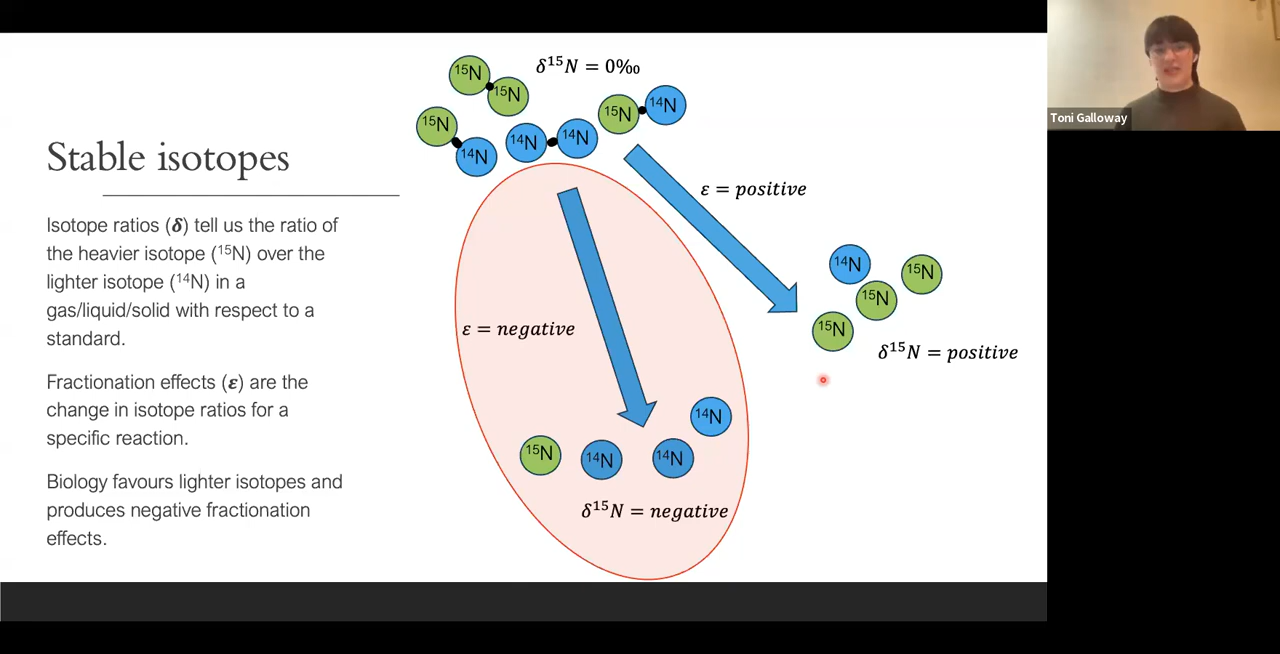 Stable isotopes
Isotope ratios (δ) tell us the ratio of
the heavier isotope (¹⁵N) over the
lighter isotope (¹⁴N) in a
gas/liquid/solid with respect to a
standard.
Fractionation effects (ε) are the
change in isotope ratios for a
specific reaction.
Biology favours lighter isotopes and
produces negative fractionation
effects.
δ¹⁵N = 0‰
¹⁵N
¹⁵N
¹⁵N
¹⁴N
¹⁴N
¹⁴N
¹⁵N
¹⁴N
ε = positive
¹⁴N
¹⁵N
¹⁵N
¹⁵N
δ¹⁵N = positive
ε = negative
¹⁵N
¹⁴N
¹⁴N
¹⁴N
δ¹⁵N = negative
Toni Galloway